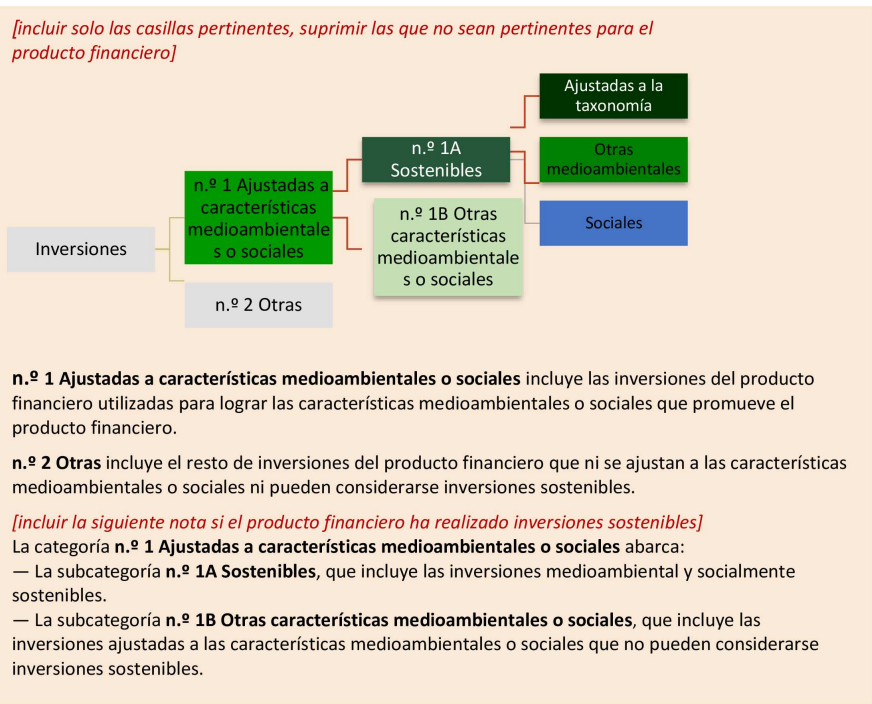 [incluir solo las casillas pertinentes, suprimir las que no sean pertinentes para el
producto financiero]
Ajustadas a la
taxonomía
n.º 1A
Sostenibles
Otras
medioambientales
n.º 1 Ajustadas a
características
medioambientale
s o sociales
n.º 1B Otras
características
medioambientale
s o sociales
Sociales
Inversiones
n.º 2 Otras
n.º 1 Ajustadas a características medioambientales o sociales incluye las inversiones del producto
financiero utilizadas para lograr las características medioambientales o sociales que promueve el
producto financiero.
n.º 2 Otras incluye el resto de inversiones del producto financiero que ni se ajustan a las características
medioambientales o sociales ni pueden considerarse inversiones sostenibles.
[incluir la siguiente nota si el producto financiero ha realizado inversiones sostenibles]
La categoría n.º 1 Ajustadas a características medioambientales o sociales abarca:
— La subcategoría n.º 1A Sostenibles, que incluye las inversiones medioambiental y socialmente
sostenibles.
— La subcategoría n.º 1B Otras características medioambientales o sociales, que incluye las
inversiones ajustadas a las características medioambientales o sociales que no pueden considerarse
inversiones sostenibles.